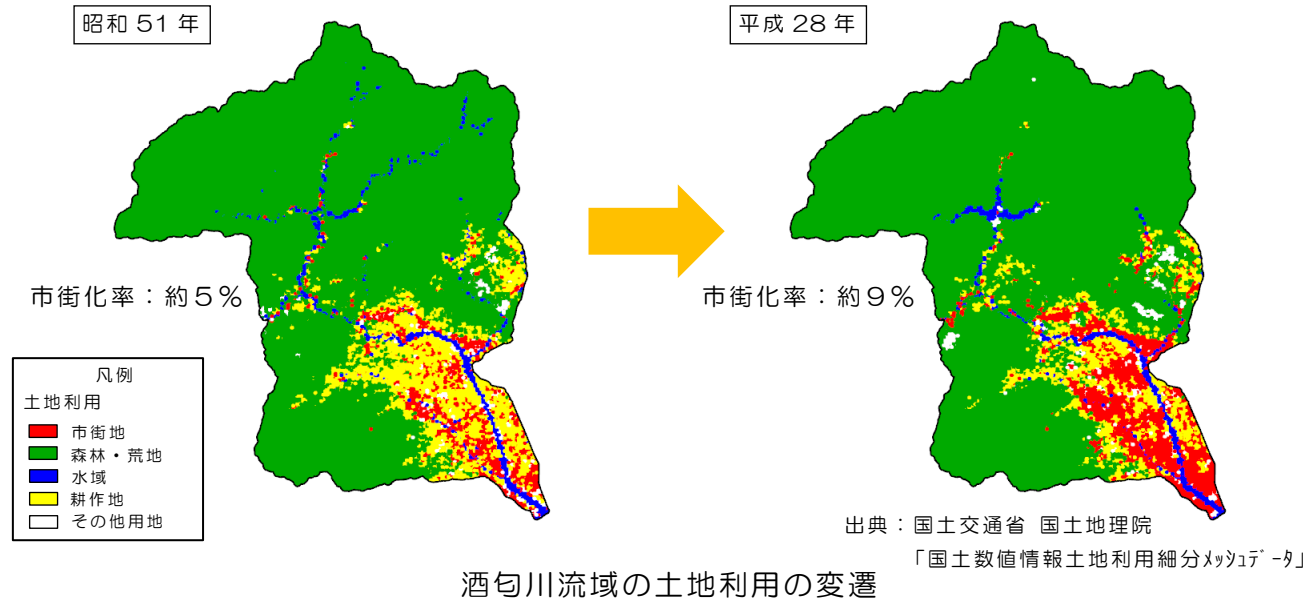 昭和 51 年
平成 28 年
市街化率：約５％
市街化率：約９％
凡例
土地利用
市街地
森林・荒地
水域
耕作地
その他用地
出典：国土交通省 国土地理院
「国土数値情報土地利用細分ﾒｯｼｭﾃﾞｰﾀ」
酒匂川流域の土地利用の変遷